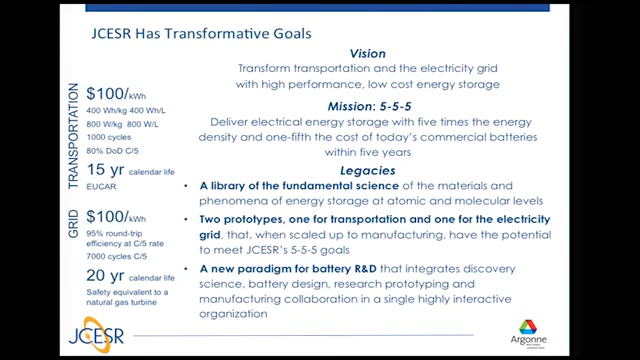 JCESR Has Transformative Goals
TRANSPORTATION
$100/kWh
400 Wh/kg 400 Wh/L
800 W/kg 800 W/L
1000 cycles
80% DoD C/5
15 yr calendar life
EUCAR
GRID
$100/kWh
95% round-trip
efficiency at C/5 rate
7000 cycles C/5
20 yr calendar life
Safety equivalent to a
natural gas turbine
Vision
Transform transportation and the electricity grid
with high performance, low cost energy storage
Mission: 5-5-5
Deliver electrical energy storage with five times the energy
density and one-fifth the cost of today's commercial batteries
within five years
Legacies
• A library of the fundamental science of the materials and
phenomena of energy storage at atomic and molecular levels
• Two prototypes, one for transportation and one for the electricity
grid, that, when scaled up to manufacturing, have the potential
to meet JCESR's 5-5-5 goals
• A new paradigm for battery R&D that integrates discovery
science, battery design, research prototyping and
manufacturing collaboration in a single highly interactive
organization
JCESR
Argonne